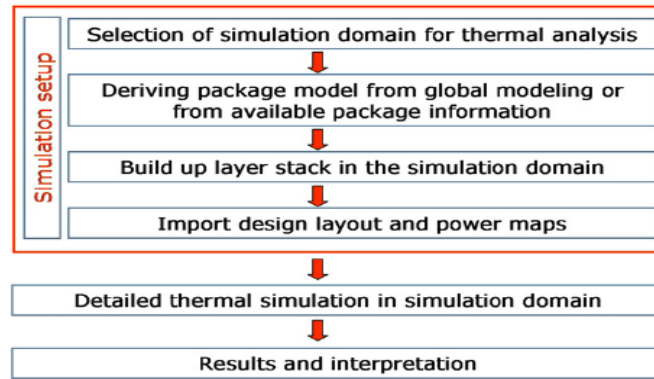 Simulation setup
Selection of simulation domain for thermal analysis
Deriving package model from global modeling or
from available package information
Build up layer stack in the simulation domain
Import design layout and power maps
Detailed thermal simulation in simulation domain
Results and interpretation